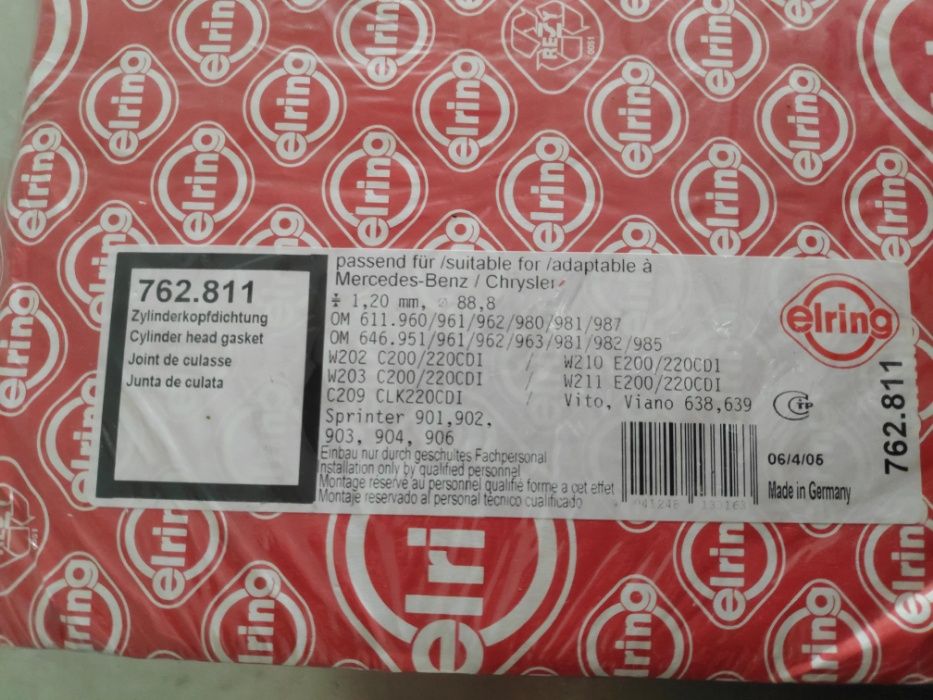 762.811
Zylinderkopfdichtung
Cylinder head gasket
Joint de culasse
Junta de culata
passend für /suitable for /adaptable à
Mercedes-Benz / Chrysler
1,20 mm, ⌀ 88,8
OM 611.960/961/962/980/981/987
OM 646.951/961/962/963/981/982/985
W202 C200/220CDI / W210 E200/220CDI
W203 C200/220CDI / W211 E200/220CDI
C209 CLK220CDI / Vito, Viano 638,639
Sprinter 901,902,
903, 904, 906
Einbau nur durch geschultes Fachpersonal
Installation only by qualified personnel
Montage reservé au personnel qualifié forme a cet effet
Montaje reservado al personal técnico cualificado
elring
762.811
06/4/05
Made in Germany
RE-Y
0051
elring